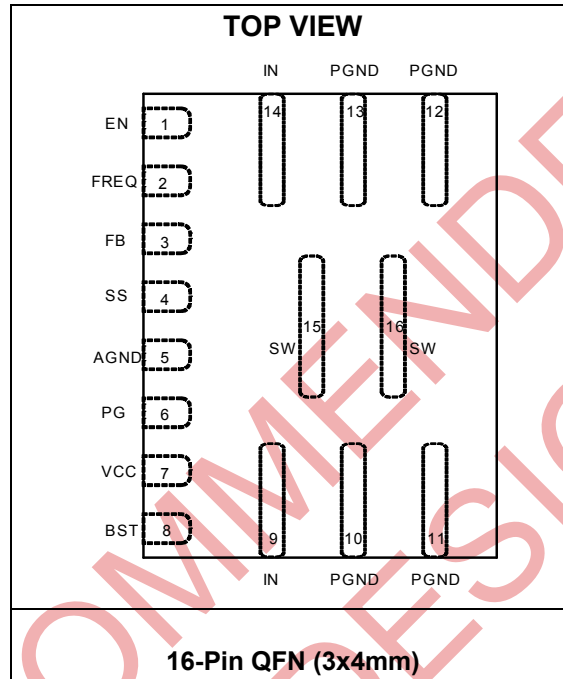 TOP VIEW
IN PGND PGND
14 13 12
EN 1
FREQ 2
FB 3
SS 4
AGND 5
PG 6
VCC 7
BST 8
15 16
SW SW
9 10 11
IN PGND PGND
16-Pin QFN (3x4mm)